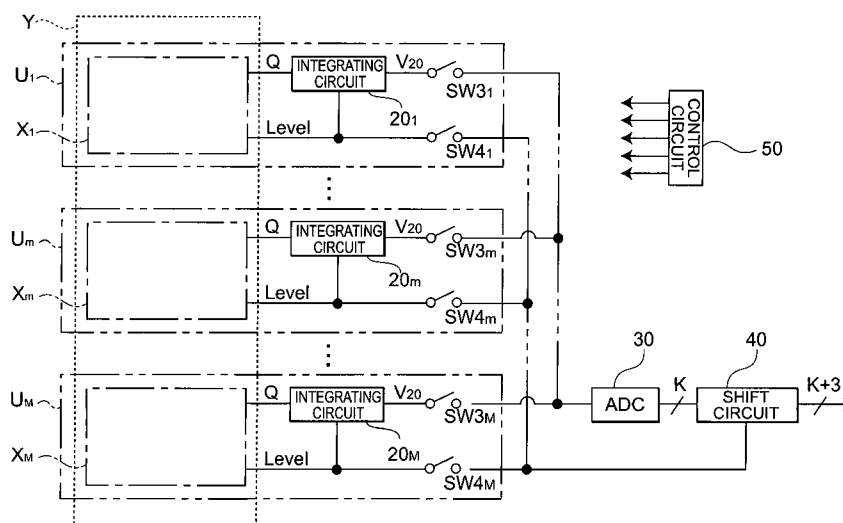 Y
U1
X1
Q
INTEGRATING
CIRCUIT
V20
SW31
201
Level
SW41
CONTROL
CIRCUIT
50
Um
Xm
Q
INTEGRATING
CIRCUIT
V20
SW3m
20m
Level
SW4m
UM
XM
Q
INTEGRATING
CIRCUIT
V20
SW3M
20M
Level
SW4M
30
ADC
K
40
SHIFT
CIRCUIT
K+3